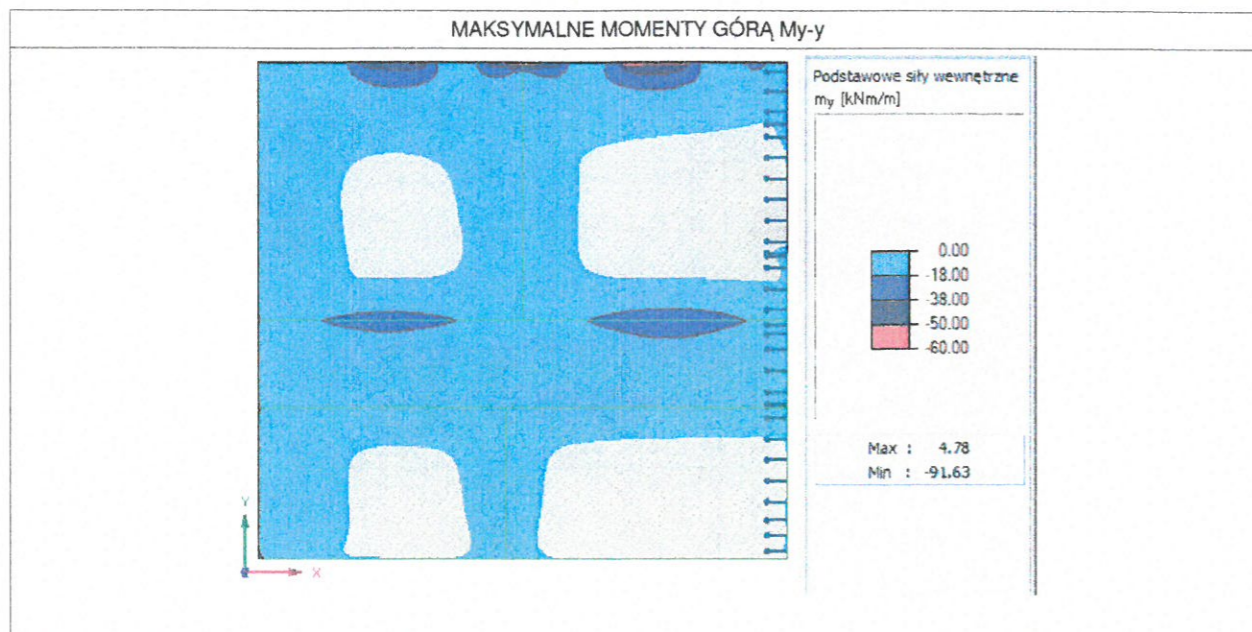 MAKSYMALNE MOMENTY GÓRĄ My-y
Podstawowe siły wewnętrzne
my [kNm/m]
0.00
-18.00
-38.00
-50.00
-60.00
Max : 4.78
Min : -91.63
Y
X